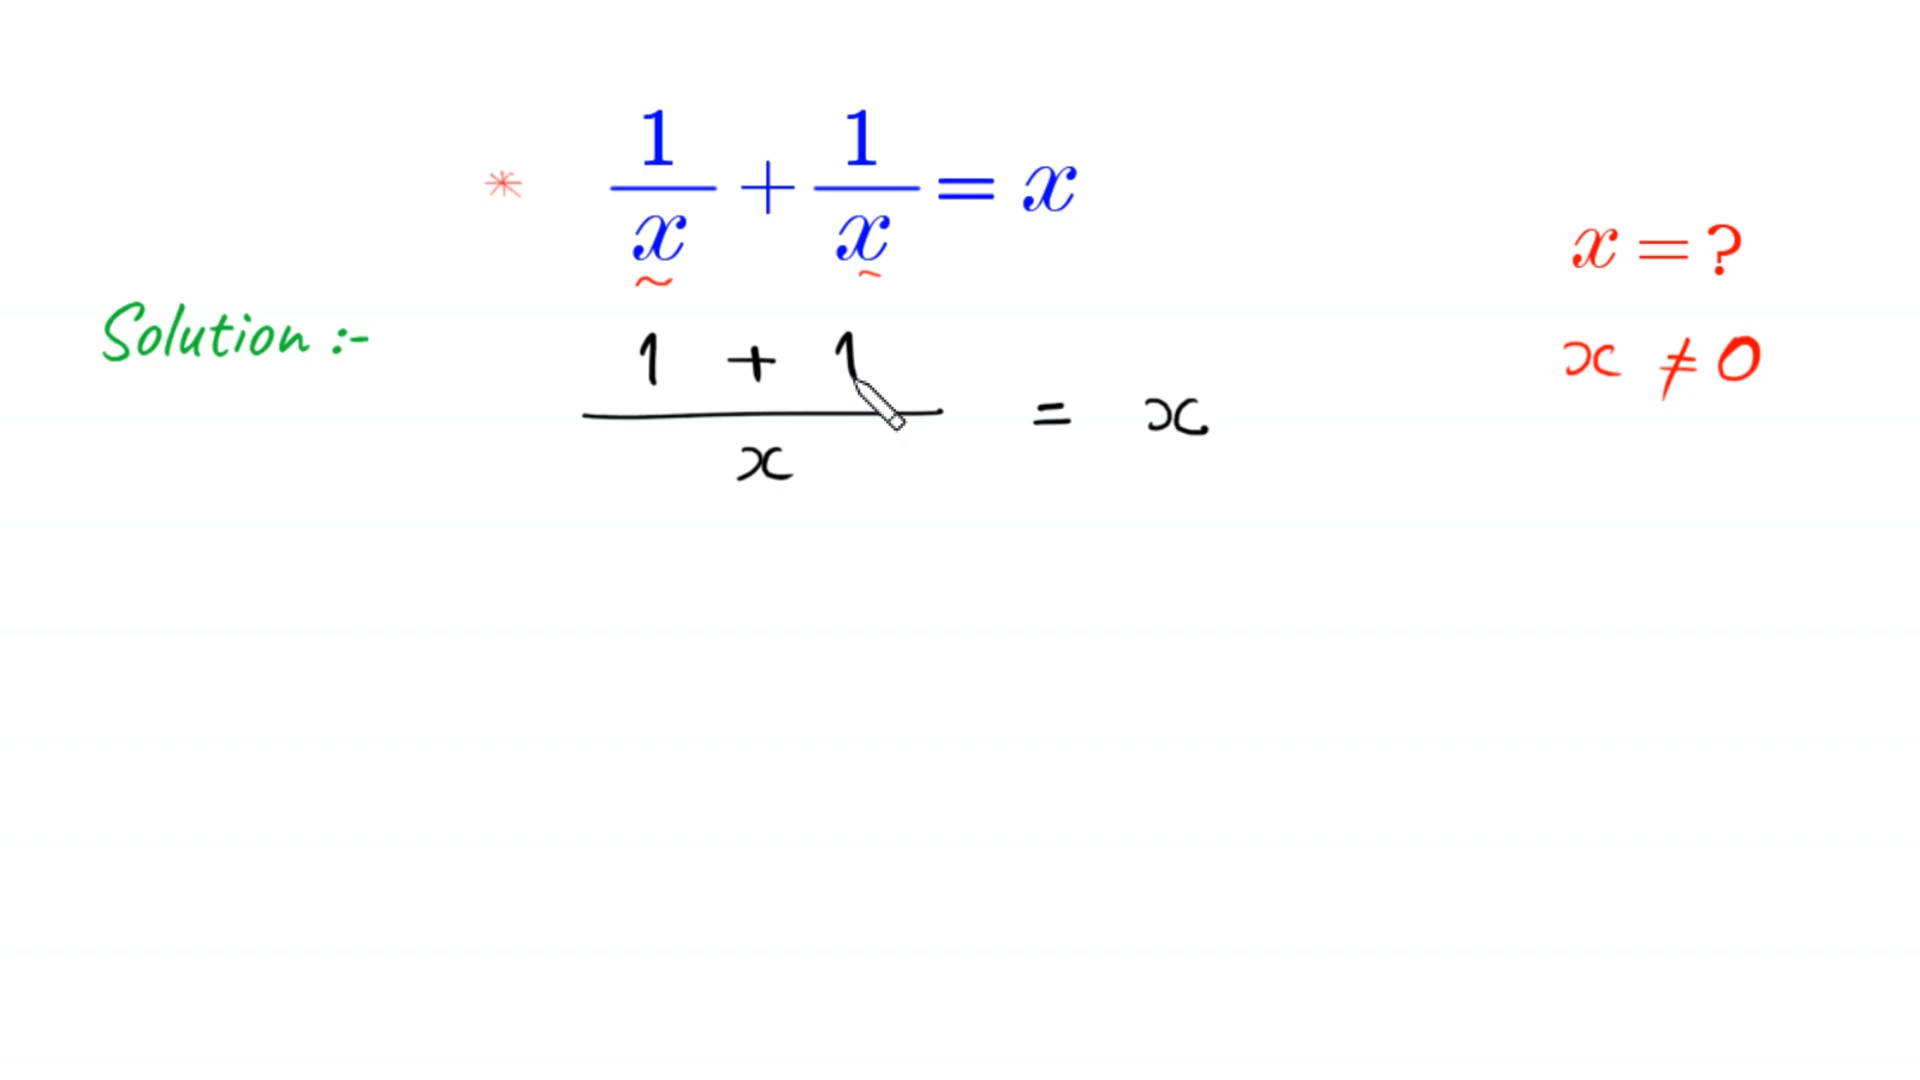 * 1/x + 1/x = x
x = ?
x ≠ 0
Solution :-
(1 + 1)/x = x